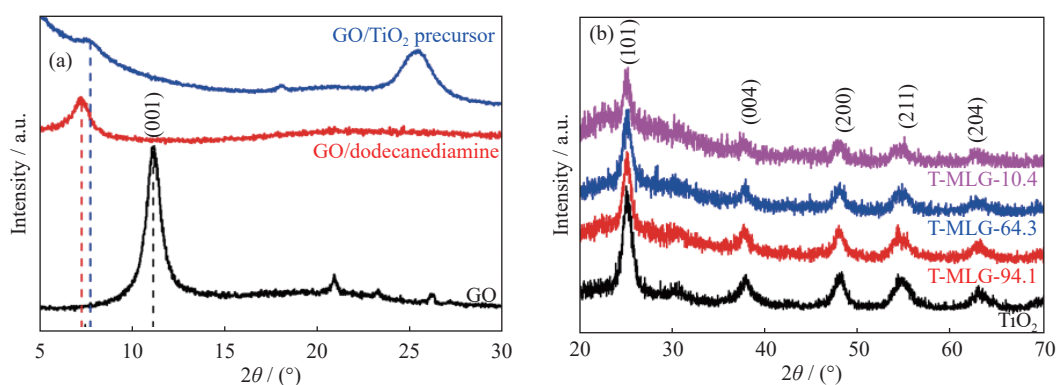 (a)
GO/TiO₂ precursor
(001)
GO/dodecanediamine
GO
Intensity / a.u.
5 10 15 20 25 30
2θ / (°)
(b)
(101)
(004)
(200)
(211)
(204)
T-MLG-10.4
T-MLG-64.3
T-MLG-94.1
TiO₂
Intensity / a.u.
20 30 40 50 60 70
2θ / (°)